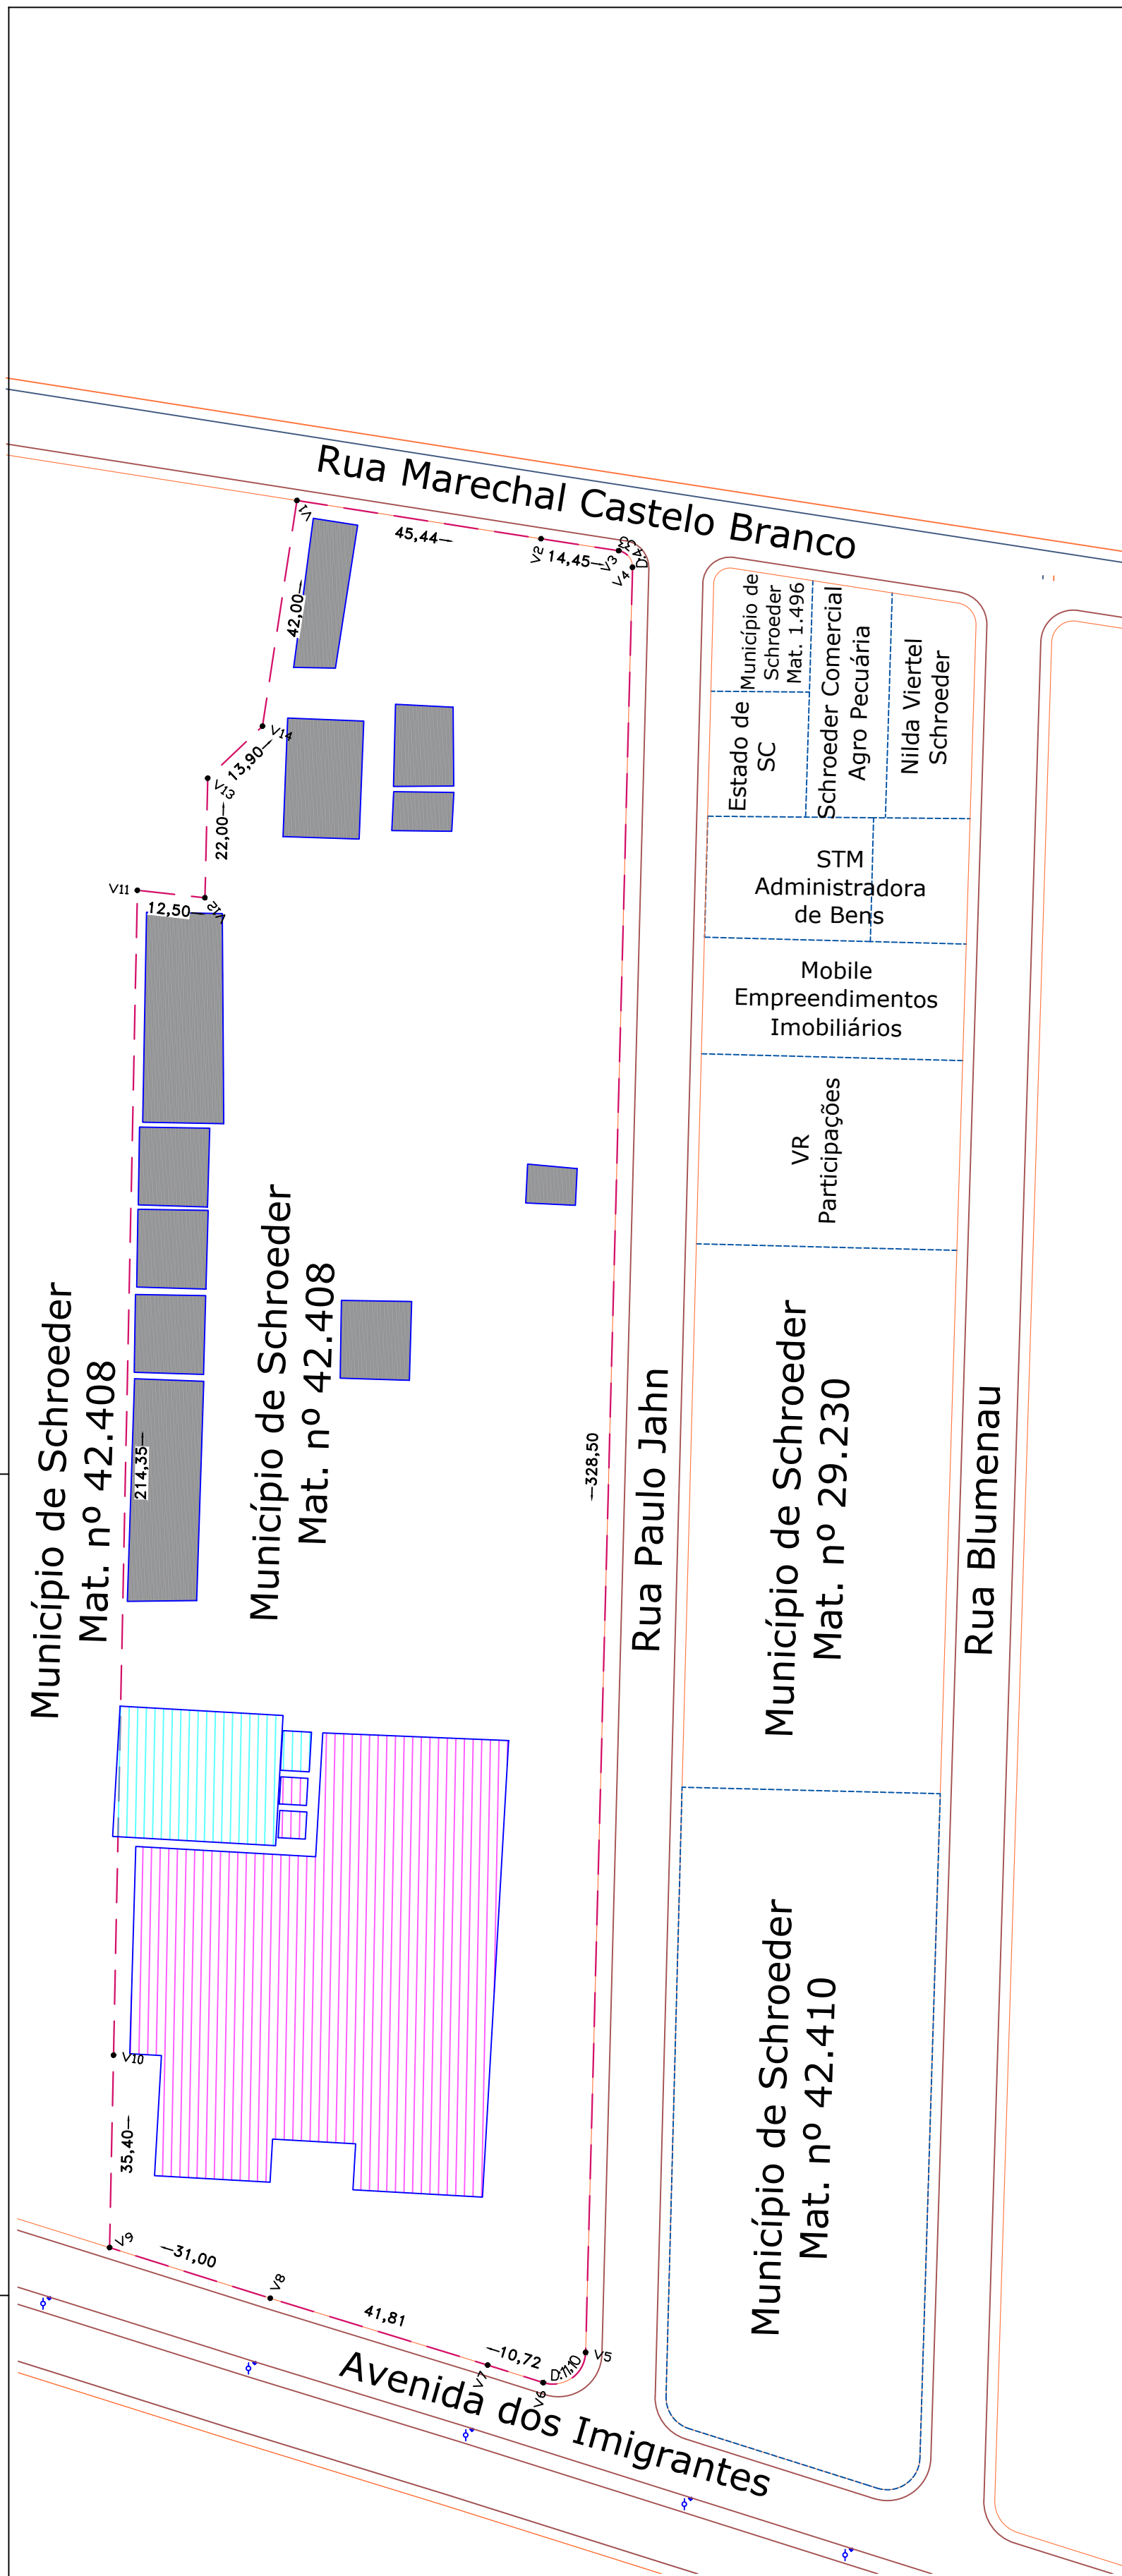 Rua Marechal Castelo Branco
V1
45,44
V2
14,45
V3
V4
42,00
V14
13,90
V13
22,00
V11
V12
12,50
Município de
Schroeder
Mat. 1.496
Estado de
SC
Schroeder Comercial
Agro Pecuária
Nilda Viertel
Schroeder
STM
Administradora
de Bens
Mobile
Empreendimentos
Imobiliários
VR
Participações
Município de Schroeder
Mat. nº 42.408
214,35
Município de Schroeder
Mat. nº 42.408
328,50
Rua Paulo Jahn
Município de Schroeder
Mat. nº 29.230
Rua Blumenau
Município de Schroeder
Mat. nº 42.410
V10
35,40
V9
31,00
V8
41,81
V7
10,72
V6
V5
Avenida dos Imigrantes